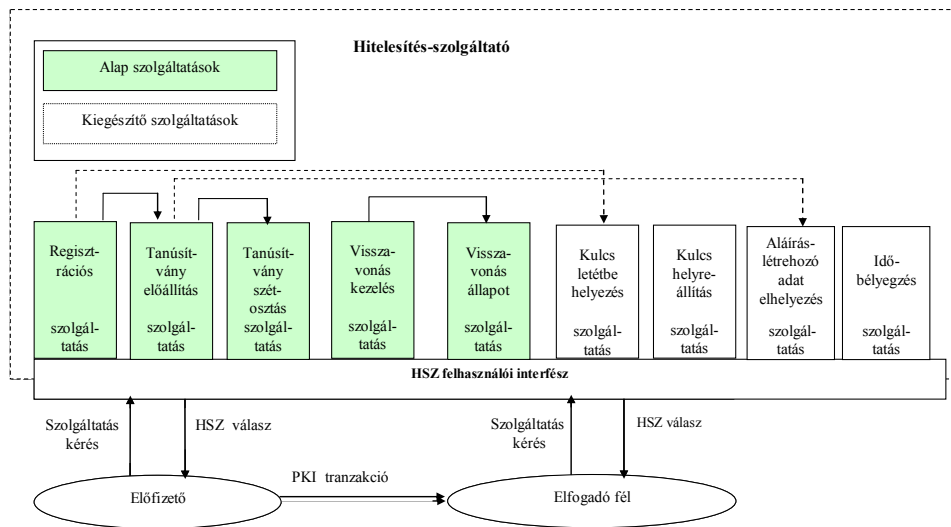 Hitelesítés-szolgáltató
Alap szolgáltatások
Kiegészítő szolgáltatások
Regiszt-
rációs
szolgál-
tatás
Tanúsít-
vány
előállítás
szolgál-
tatás
Tanúsít-
vány
szét-
osztás
szolgál-
tatás
Vissza-
vonás
kezelés
szolgál-
tatás
Vissza-
vonás
állapot
szolgál-
tatás
Kulcs
letétbe
helyezés
szolgál-
tatás
Kulcs
helyre-
állítás
szolgál-
tatás
Aláírás-
létrehozó
adat
elhelyezés
szolgál-
tatás
Idő-
bélyegzés
szolgál-
tatás
HSZ felhasználói interfész
Szolgáltatás
kérés
HSZ válasz
Szolgáltatás
kérés
HSZ válasz
PKI tranzakció
Előfizető
Elfogadó fél